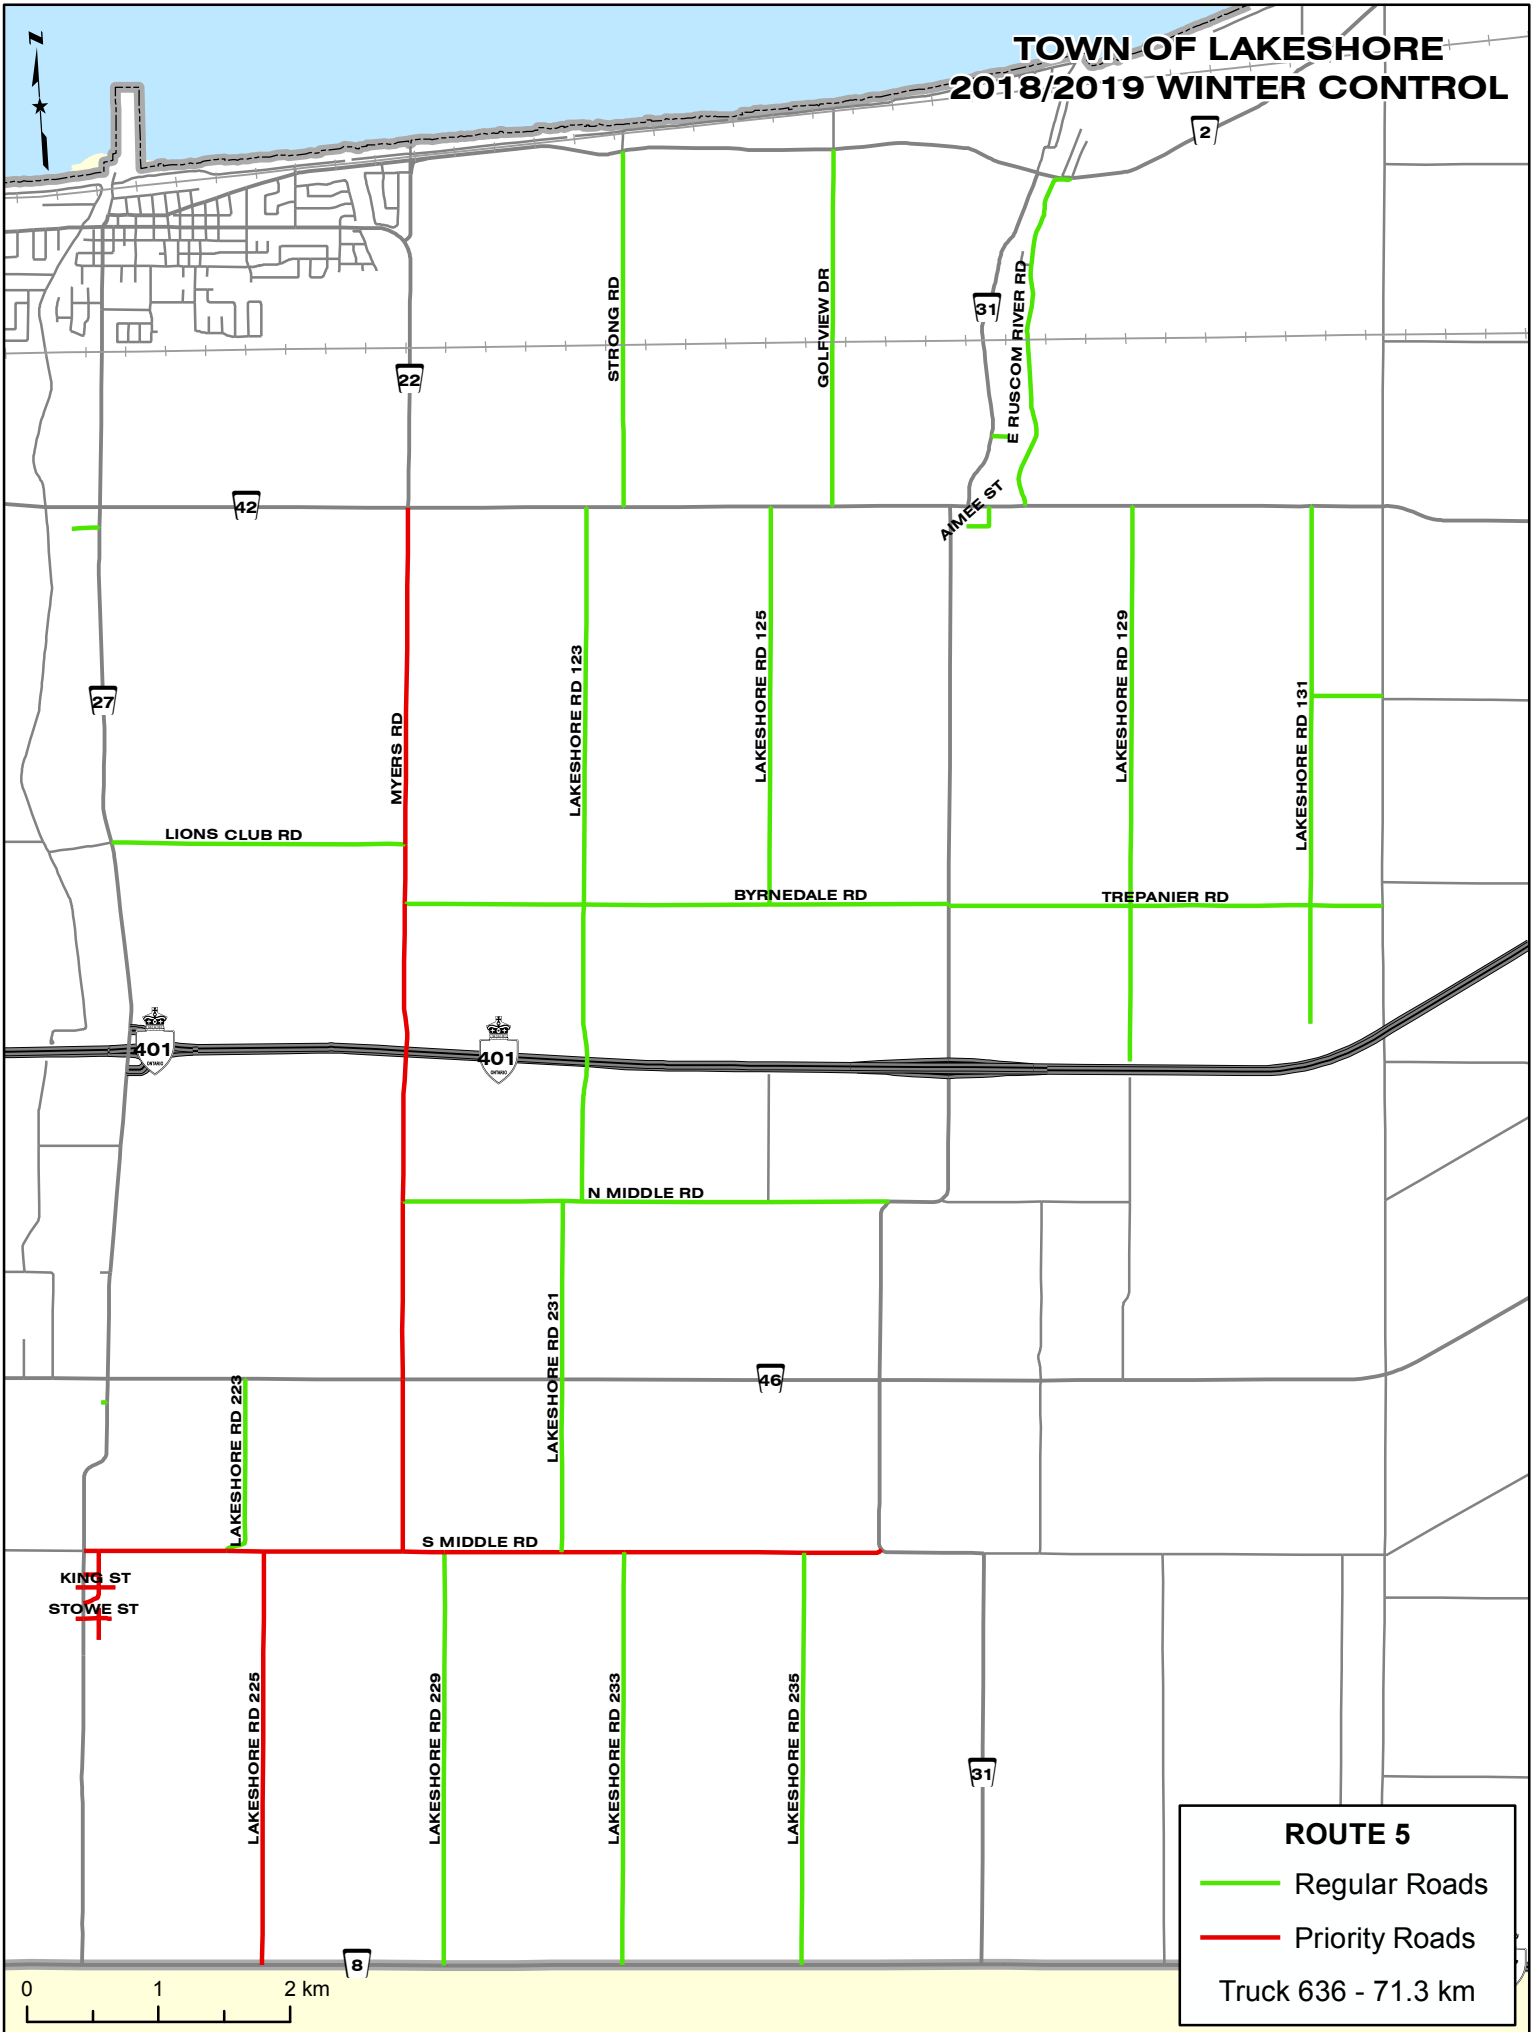 N
TOWN OF LAKESHORE
2018/2019 WINTER CONTROL
2
STRONG RD
GOLFVIEW DR
31
E RUSCOM RIVER RD
22
42
AIMEE ST
27
MYERS RD
LAKESHORE RD 123
LAKESHORE RD 125
LAKESHORE RD 129
LAKESHORE RD 131
LIONS CLUB RD
BYRNEDALE RD
TREPANIER RD
401
ONTARIO
401
ONTARIO
N MIDDLE RD
LAKESHORE RD 231
46
LAKESHORE RD 223
S MIDDLE RD
KING ST
STOWE ST
LAKESHORE RD 225
LAKESHORE RD 229
LAKESHORE RD 233
LAKESHORE RD 235
31
8
0 1 2 km
ROUTE 5
Regular Roads
Priority Roads
Truck 636 - 71.3 km